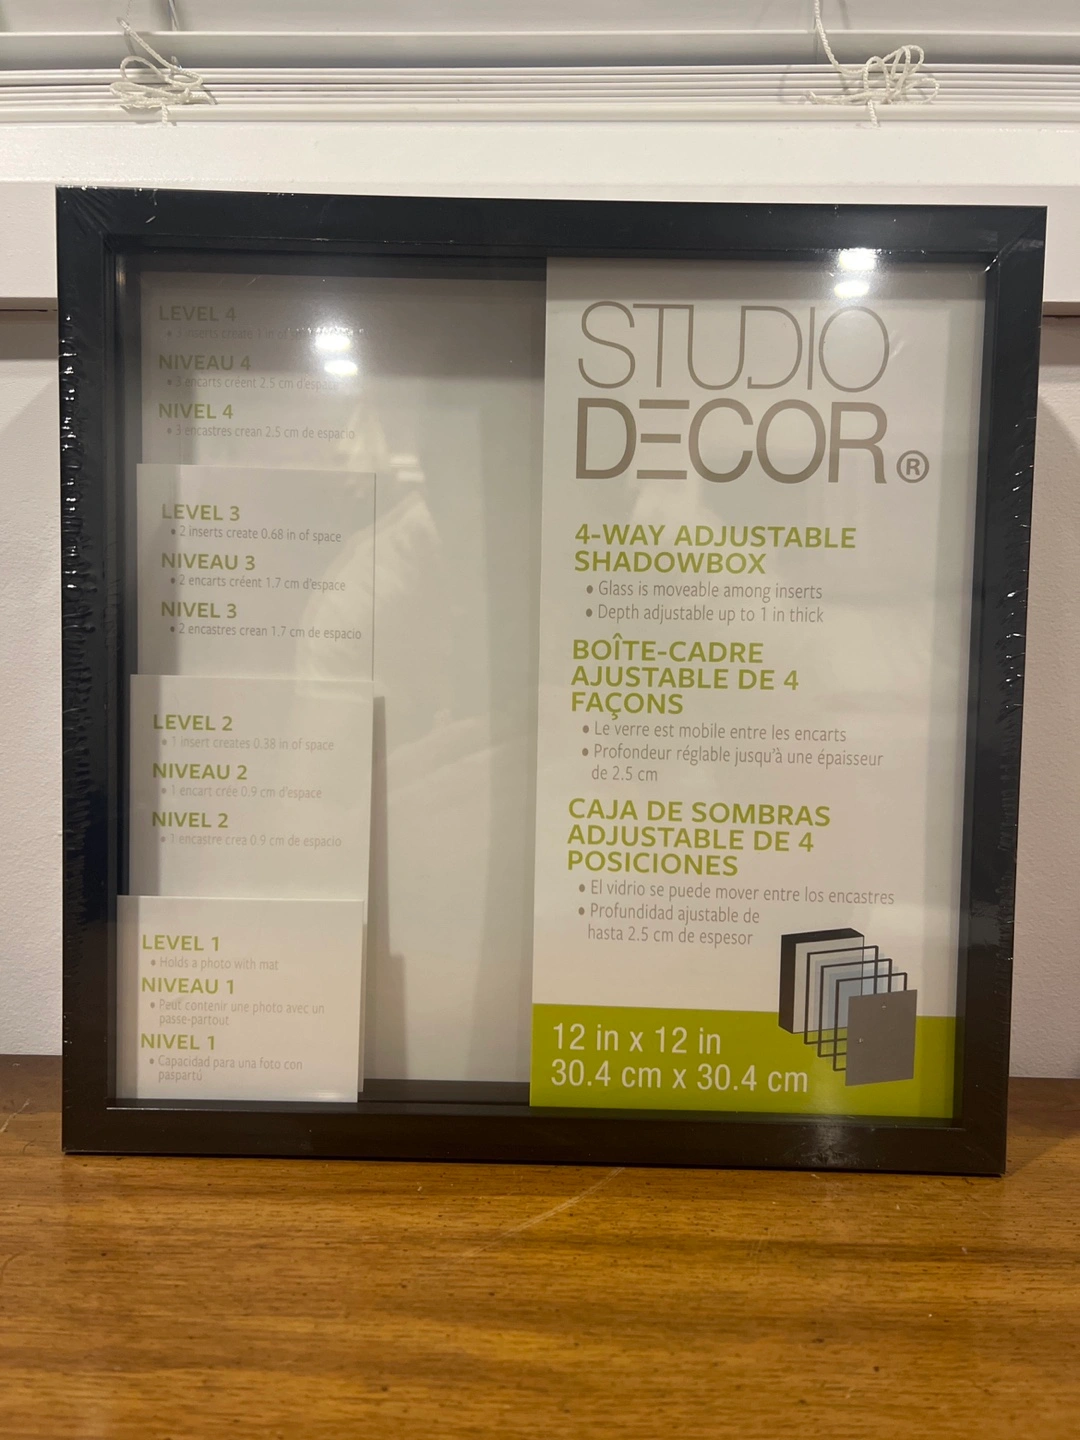 LEVEL 4
• 3 inserts create 1 in of
NIVEAU 4
• 3 encarts créent 2.5 cm d'espace
NIVEL 4
• 3 encastres crean 2.5 cm de espacio
LEVEL 3
• 2 inserts create 0.68 in of space
NIVEAU 3
• 2 encarts créent 1.7 cm d'espace
NIVEL 3
• 2 encastres crean 1.7 cm de espacio
LEVEL 2
• 1 insert creates 0.38 in of space
NIVEAU 2
• 1 encart crée 0.9 cm d'espace
NIVEL 2
• 1 encastre crea 0.9 cm de espacio
LEVEL 1
• Holds a photo with mat
NIVEAU 1
• Peut contenir une photo avec un
passe-partout
NIVEL 1
• Capacidad para una foto con
paspartú
STUDIO
DECOR®
4-WAY ADJUSTABLE
SHADOWBOX
• Glass is moveable among inserts
• Depth adjustable up to 1 in thick
BOÎTE-CADRE
AJUSTABLE DE 4
FAÇONS
• Le verre est mobile entre les encarts
• Profondeur réglable jusqu'à une épaisseur
de 2.5 cm
CAJA DE SOMBRAS
ADJUSTABLE DE 4
POSICIONES
• El vidrio se puede mover entre los encastres
• Profundidad ajustable de
hasta 2.5 cm de espesor
12 in x 12 in
30.4 cm x 30.4 cm